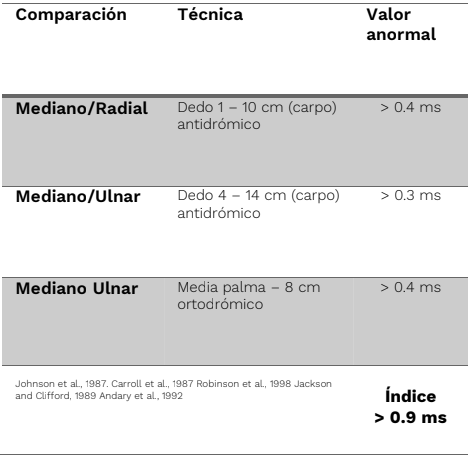 Comparación Técnica Valor
anormal
Mediano/Radial Dedo 1 – 10 cm (carpo) > 0.4 ms
antidrómico
Mediano/Ulnar Dedo 4 – 14 cm (carpo) > 0.3 ms
antidrómico
Mediano Ulnar Media palma – 8 cm > 0.4 ms
ortodrómico
Johnson et al., 1987. Carroll et al., 1987 Robinson et al., 1998 Jackson
and Clifford, 1989 Andary et al., 1992
Índice
> 0.9 ms